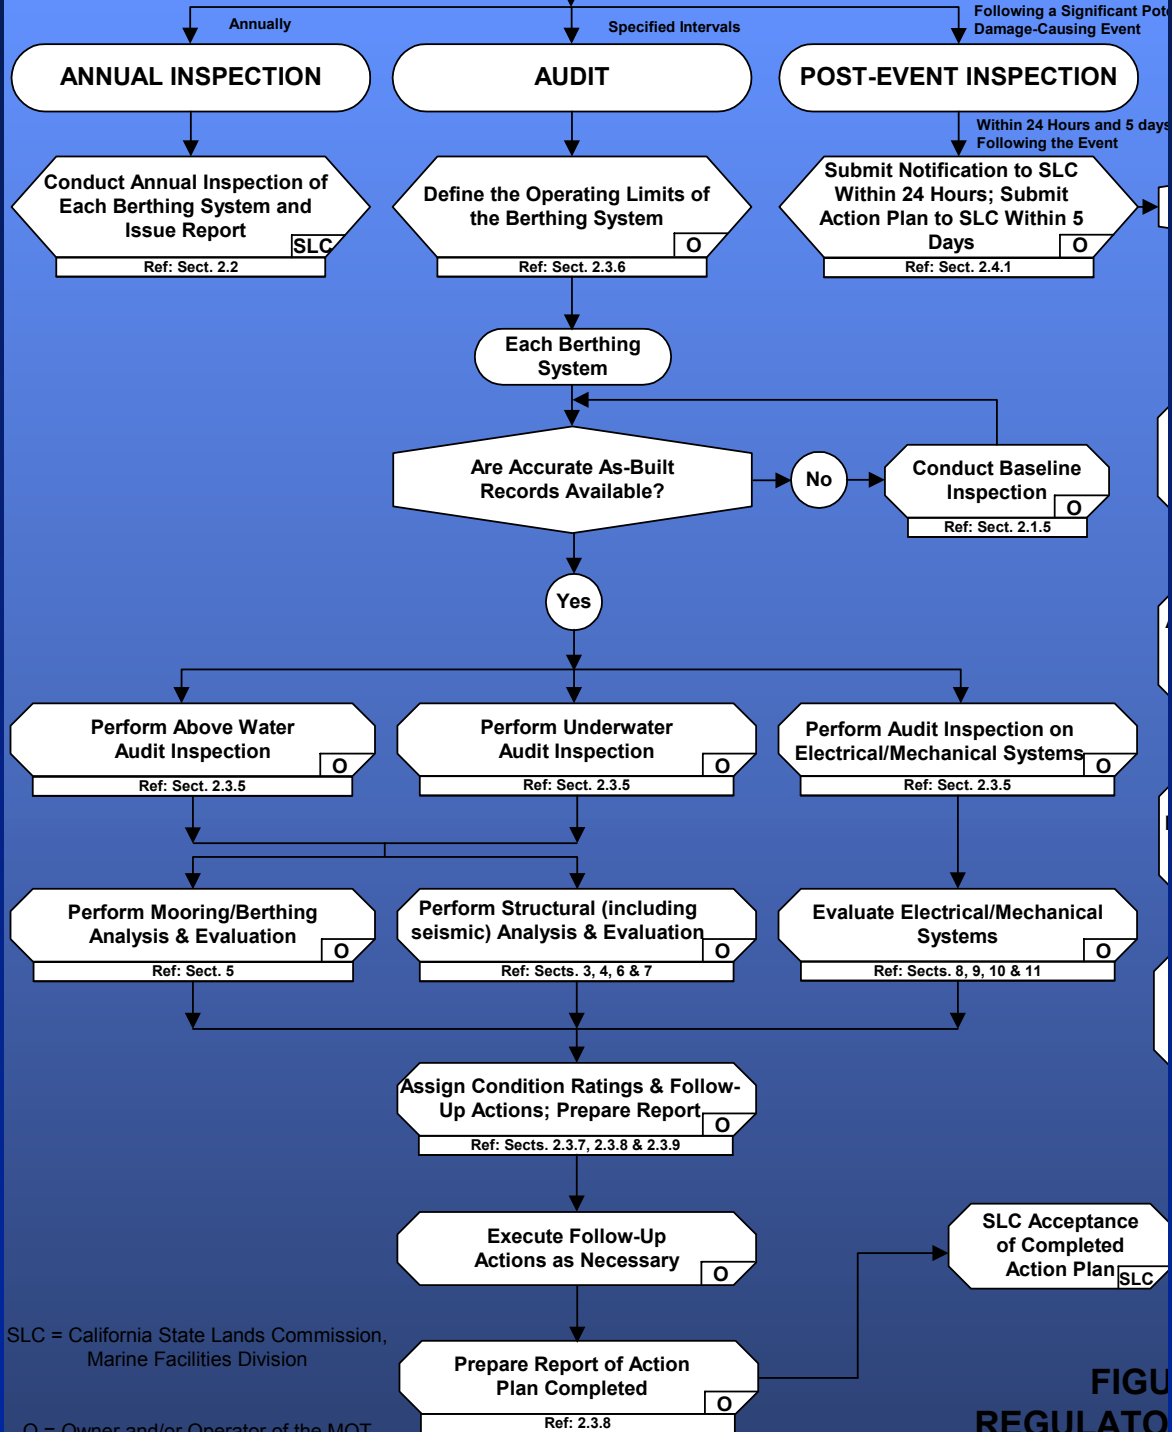 Annually
Specified Intervals
Following a Significant
Damage-Causing Event
ANNUAL INSPECTION
AUDIT
POST-EVENT INSPECTION
Within 24 Hours and 5 days
Following the Event
Conduct Annual Inspection of
Each Berthing System and
Issue Report
SLC
Ref: Sect. 2.2
Define the Operating Limits of
the Berthing System
O
Ref: Sect. 2.3.6
Submit Notification to SLC
Within 24 Hours; Submit
Action Plan to SLC Within 5
Days
O
Ref: Sect. 2.4.1
Each Berthing
System
Are Accurate As-Built
Records Available?
No
Conduct Baseline
Inspection
O
Ref: Sect. 2.1.5
Yes
Perform Above Water
Audit Inspection
O
Ref: Sect. 2.3.5
Perform Underwater
Audit Inspection
O
Ref: Sect. 2.3.5
Perform Audit Inspection on
Electrical/Mechanical Systems
O
Ref: Sect. 2.3.5
Perform Mooring/Berthing
Analysis & Evaluation
O
Ref: Sect. 5
Perform Structural (including
seismic) Analysis & Evaluation
O
Ref: Sects. 3, 4, 6 & 7
Evaluate Electrical/Mechanical
Systems
O
Ref: Sects. 8, 9, 10 & 11
Assign Condition Ratings & Follow-
Up Actions; Prepare Report
O
Ref: Sects. 2.3.7, 2.3.8 & 2.3.9
Execute Follow-Up
Actions as Necessary
O
SLC Acceptance
of Completed
Action Plan
SLC
Prepare Report of Action
Plan Completed
O
Ref: 2.3.8
SLC = California State Lands Commission,
Marine Facilities Division
O = Owner and/or Operator of the MOT
FIGU
REGULATO